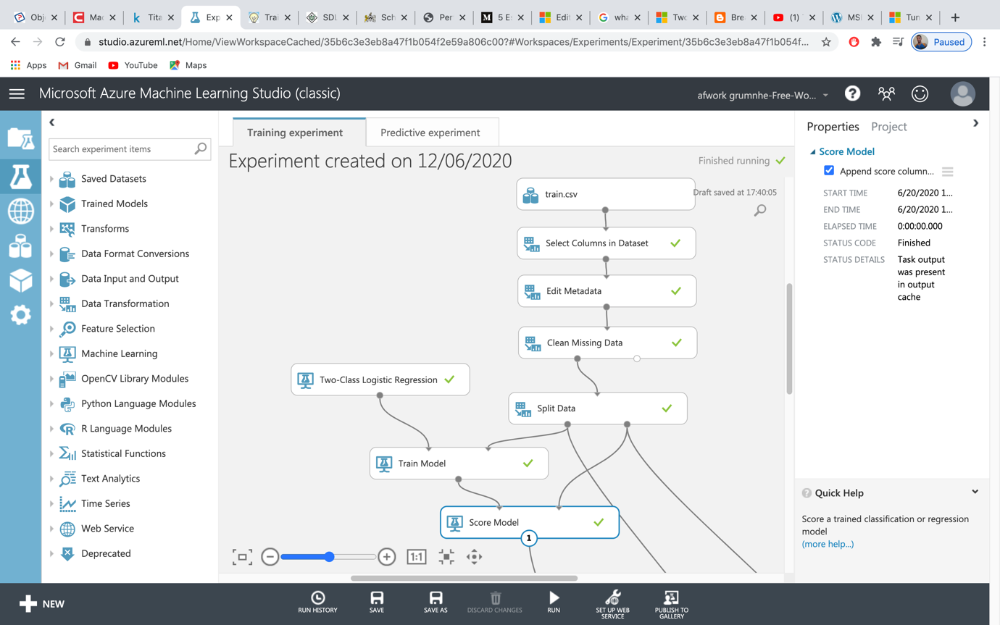 Obj
Mac
Tita
Exp
Trai
SDL
Sch
Per
5 E
Edit
wha
Two
Bre
(1)
MSI
Tun
studio.azureml.net/Home/ViewWorkspaceCached/35b6c3e3eb8a47f1b054f2e59a806c00?#Workspaces/Experiments/Experiment/35b6c3e3eb8a47f1b054f...
Paused
Apps
Gmail
YouTube
Maps
Microsoft Azure Machine Learning Studio (classic)
afwork grumnhe-Free-Wo...
Search experiment items
Saved Datasets
Trained Models
Transforms
Data Format Conversions
Data Input and Output
Data Transformation
Feature Selection
Machine Learning
OpenCV Library Modules
Python Language Modules
R Language Modules
Statistical Functions
Text Analytics
Time Series
Web Service
Deprecated
Training experiment
Predictive experiment
Experiment created on 12/06/2020
Finished running
Draft saved at 17:40:05
train.csv
Select Columns in Dataset
Edit Metadata
Clean Missing Data
Two-Class Logistic Regression
Split Data
Train Model
Score Model
1
1:1
Properties
Project
Score Model
Append score column...
START TIME 6/20/2020 1...
END TIME 6/20/2020 1...
ELAPSED TIME 0:00:00.000
STATUS CODE Finished
STATUS DETAILS Task output
was present
in output
cache
Quick Help
Score a trained classification or regression
model
(more help...)
NEW
RUN HISTORY
SAVE
SAVE AS
DISCARD CHANGES
RUN
SET UP WEB
SERVICE
PUBLISH TO
GALLERY